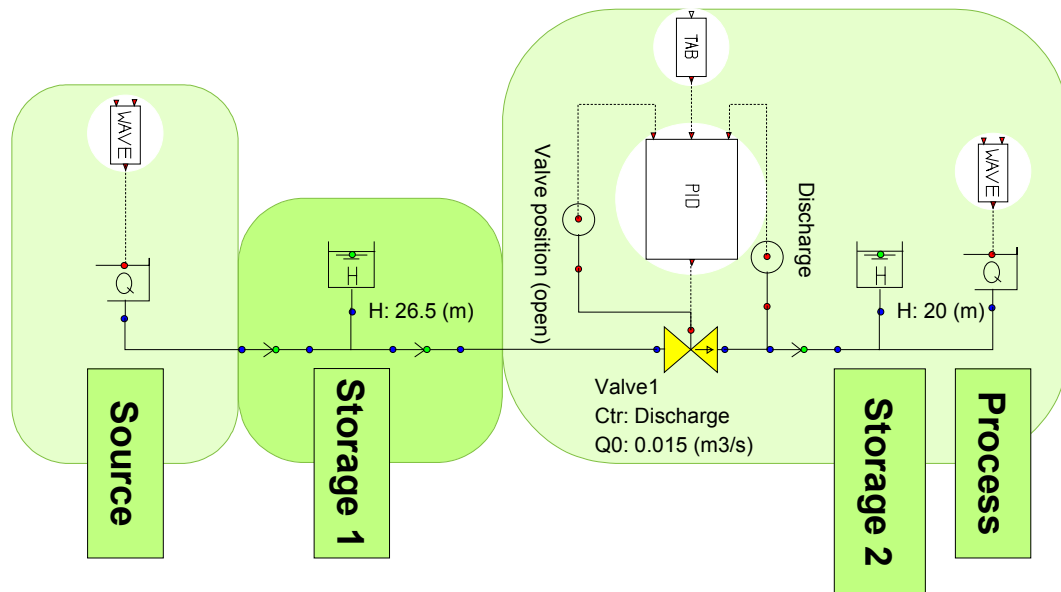 WAVE
Q
Source
H
H: 26.5 (m)
Storage 1
TAB
PID
Valve position (open)
Discharge
Valve1
Ctr: Discharge
Q0: 0.015 (m3/s)
H
H: 20 (m)
Storage 2
WAVE
Q
Process